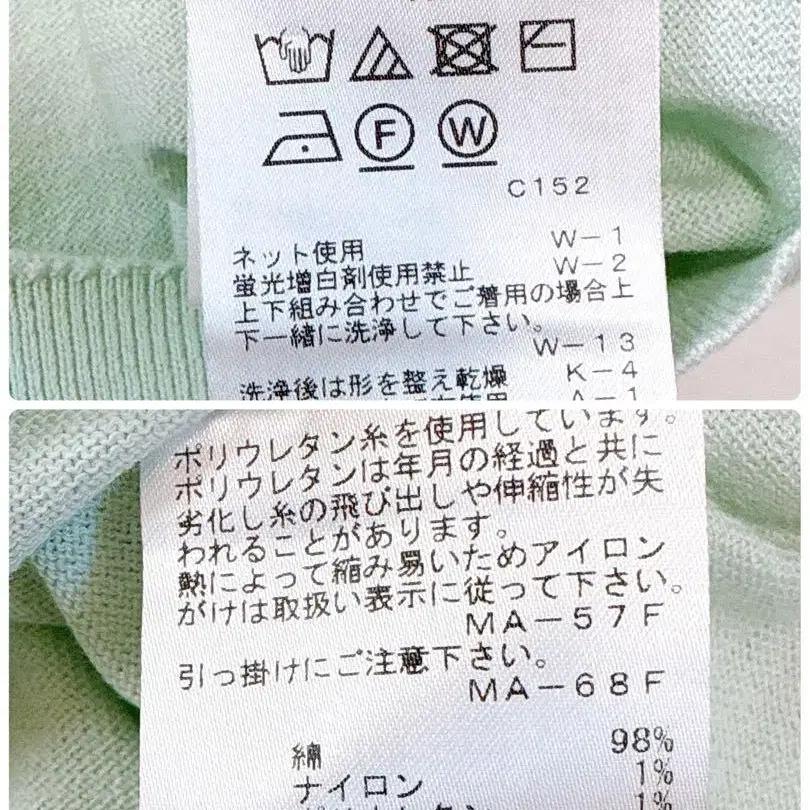 F
W
C152
ネット使用 W-1
蛍光増白剤使用禁止 W-2
上下組み合わせでご着用の場合上
下一緒に洗浄して下さい。
W-13
洗浄後は形を整え乾燥 K-4
A-1
ポリウレタン糸を使用しています。
ポリウレタンは年月の経過と共に
劣化し糸の飛び出しや伸縮性が失
われることがあります。
熱によって縮み易いためアイロン
がけは取扱い表示に従って下さい。
MA-57F
引っ掛けにご注意下さい。
MA-68F
綿 98%
ナイロン 1%
1%